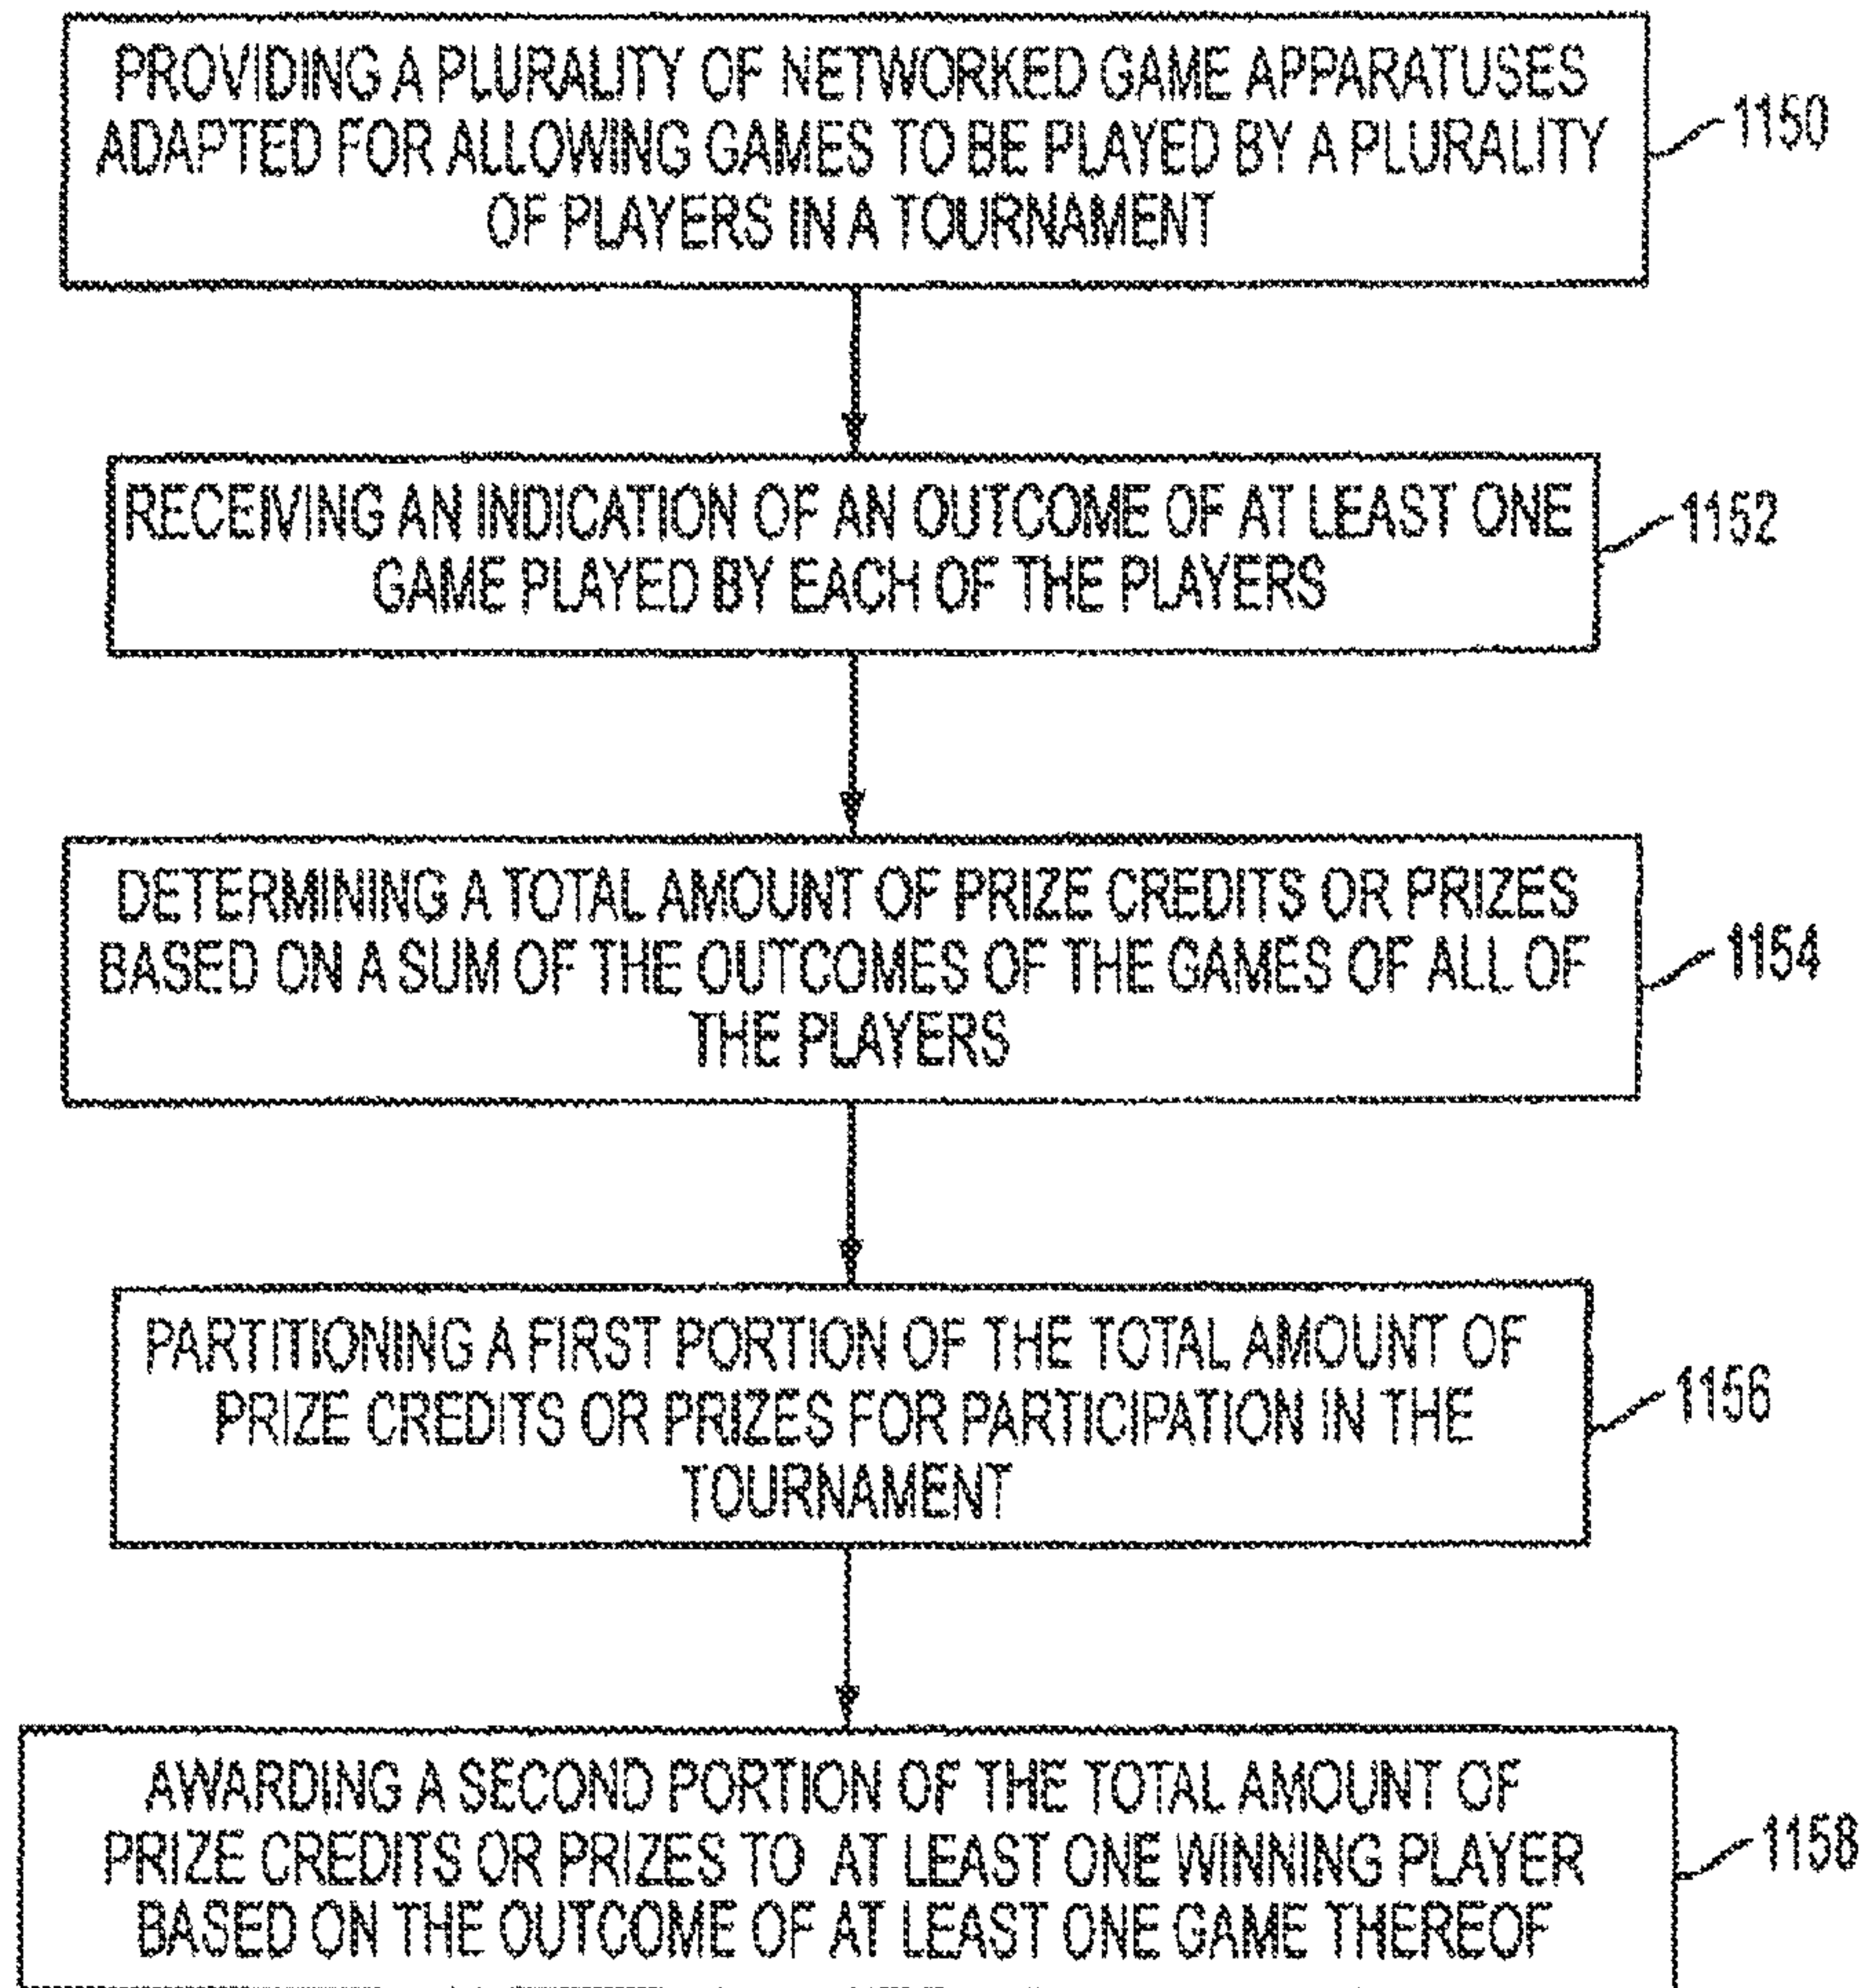 PROVIDING A PLURALITY OF NETWORKED GAME APPARATUSES
ADAPTED FOR ALLOWING GAMES TO BE PLAYED BY A PLURALITY
OF PLAYERS IN A TOURNAMENT
1150
RECEIVING AN INDICATION OF AN OUTCOME OF AT LEAST ONE
GAME PLAYED BY EACH OF THE PLAYERS
1152
DETERMINING A TOTAL AMOUNT OF PRIZE CREDITS OR PRIZES
BASED ON A SUM OF THE OUTCOMES OF THE GAMES OF ALL OF
THE PLAYERS
1154
PARTITIONING A FIRST PORTION OF THE TOTAL AMOUNT OF
PRIZE CREDITS OR PRIZES FOR PARTICIPATION IN THE
TOURNAMENT
1156
AWARDING A SECOND PORTION OF THE TOTAL AMOUNT OF
PRIZE CREDITS OR PRIZES TO AT LEAST ONE WINNING PLAYER
BASED ON THE OUTCOME OF AT LEAST ONE GAME THEREOF
1158